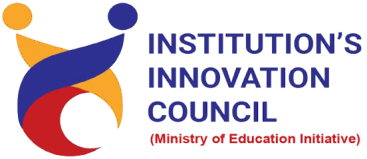 INSTITUTION'S
INNOVATION
COUNCIL
(Ministry of Education Initiative)